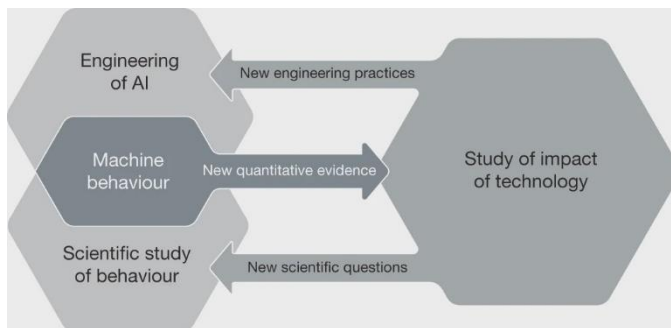 Engineering
of AI
New engineering practices
Machine
behaviour
New quantitative evidence
Study of impact
of technology
Scientific study
of behaviour
New scientific questions